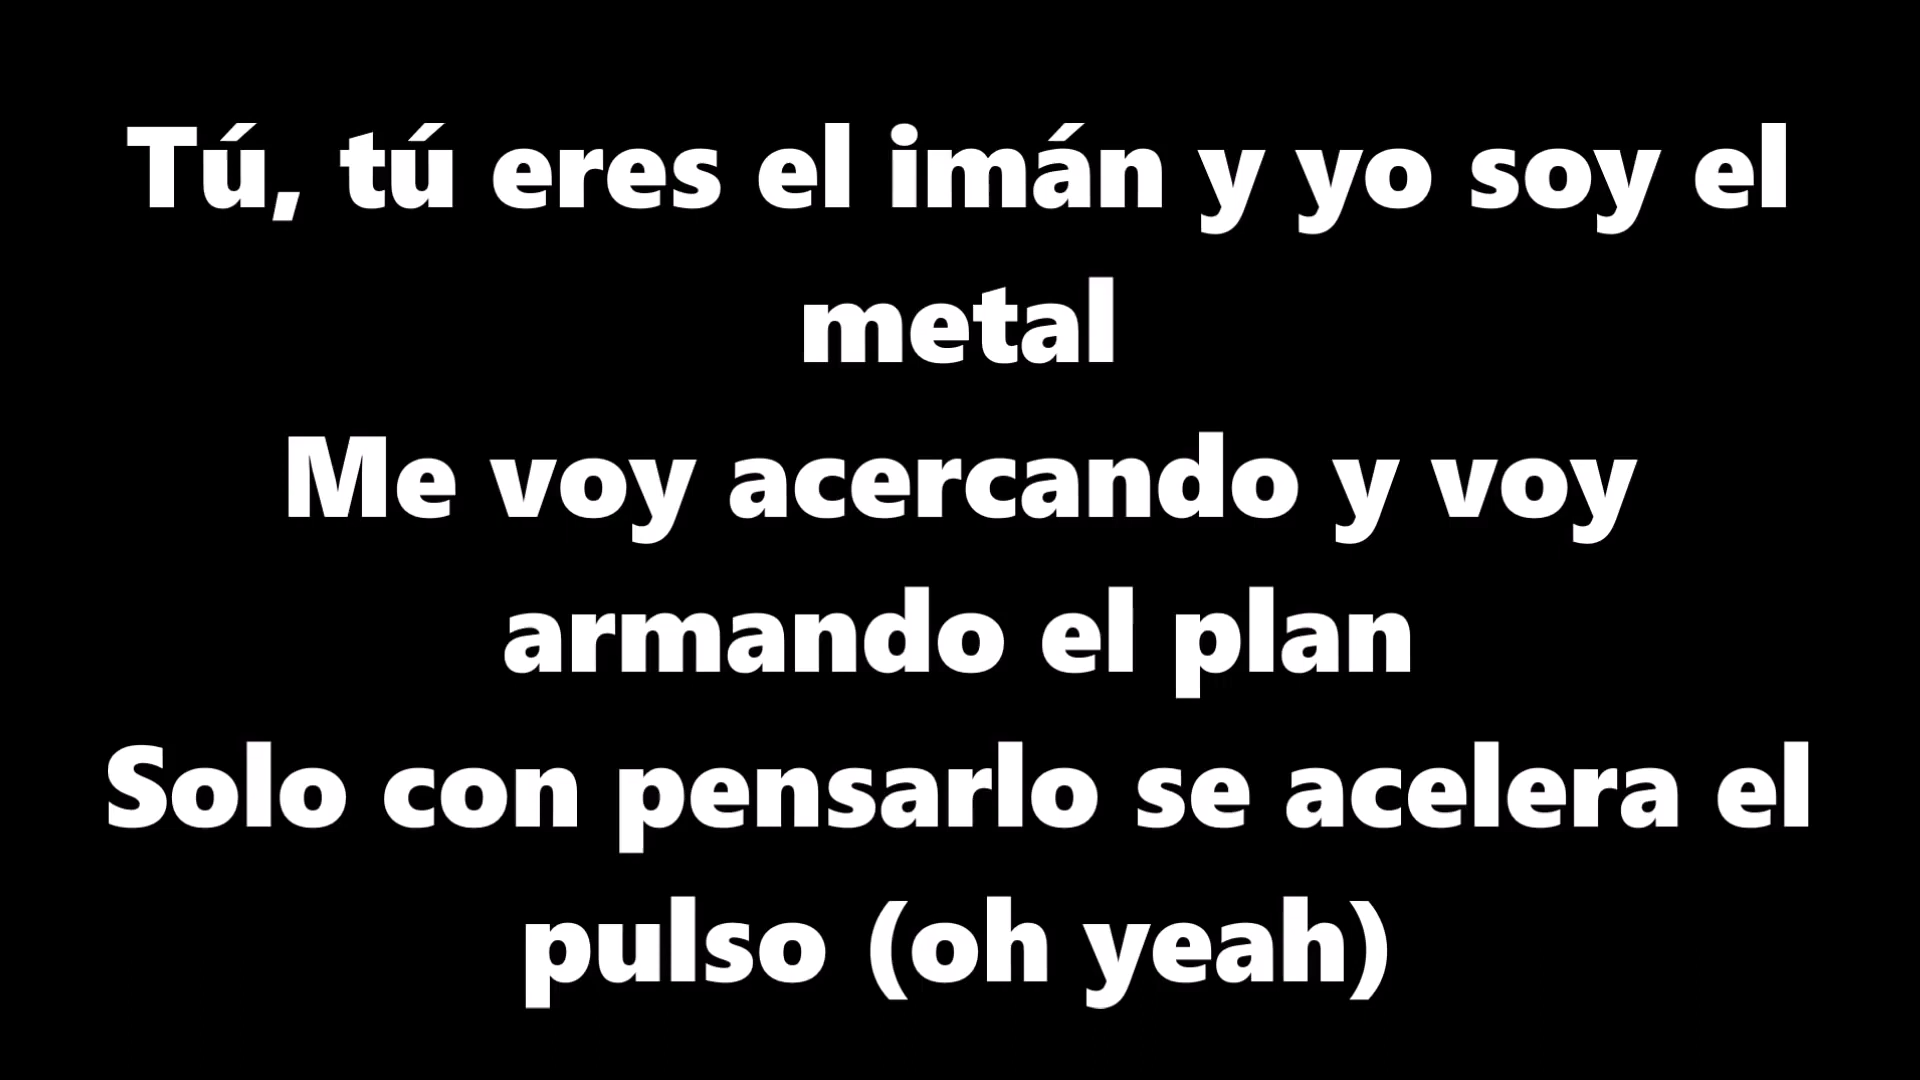 Tú, tú eres el imán y yo soy el
metal
Me voy acercando y voy
armando el plan
Solo con pensarlo se acelera el
pulso (oh yeah)